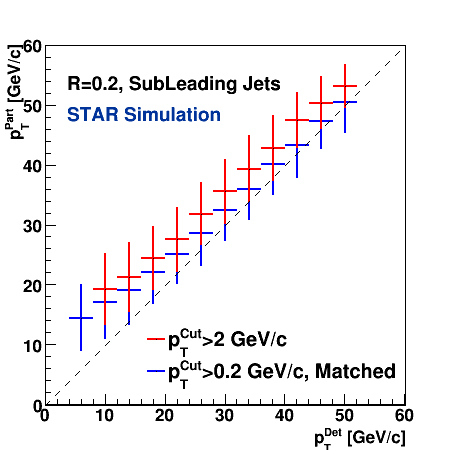 p_T^Part [GeV/c]
60
50
40
30
20
10
0
R=0.2, SubLeading Jets
STAR Simulation
p_T^Cut>2 GeV/c
p_T^Cut>0.2 GeV/c, Matched
0 10 20 30 40 50 60
p_T^Det [GeV/c]